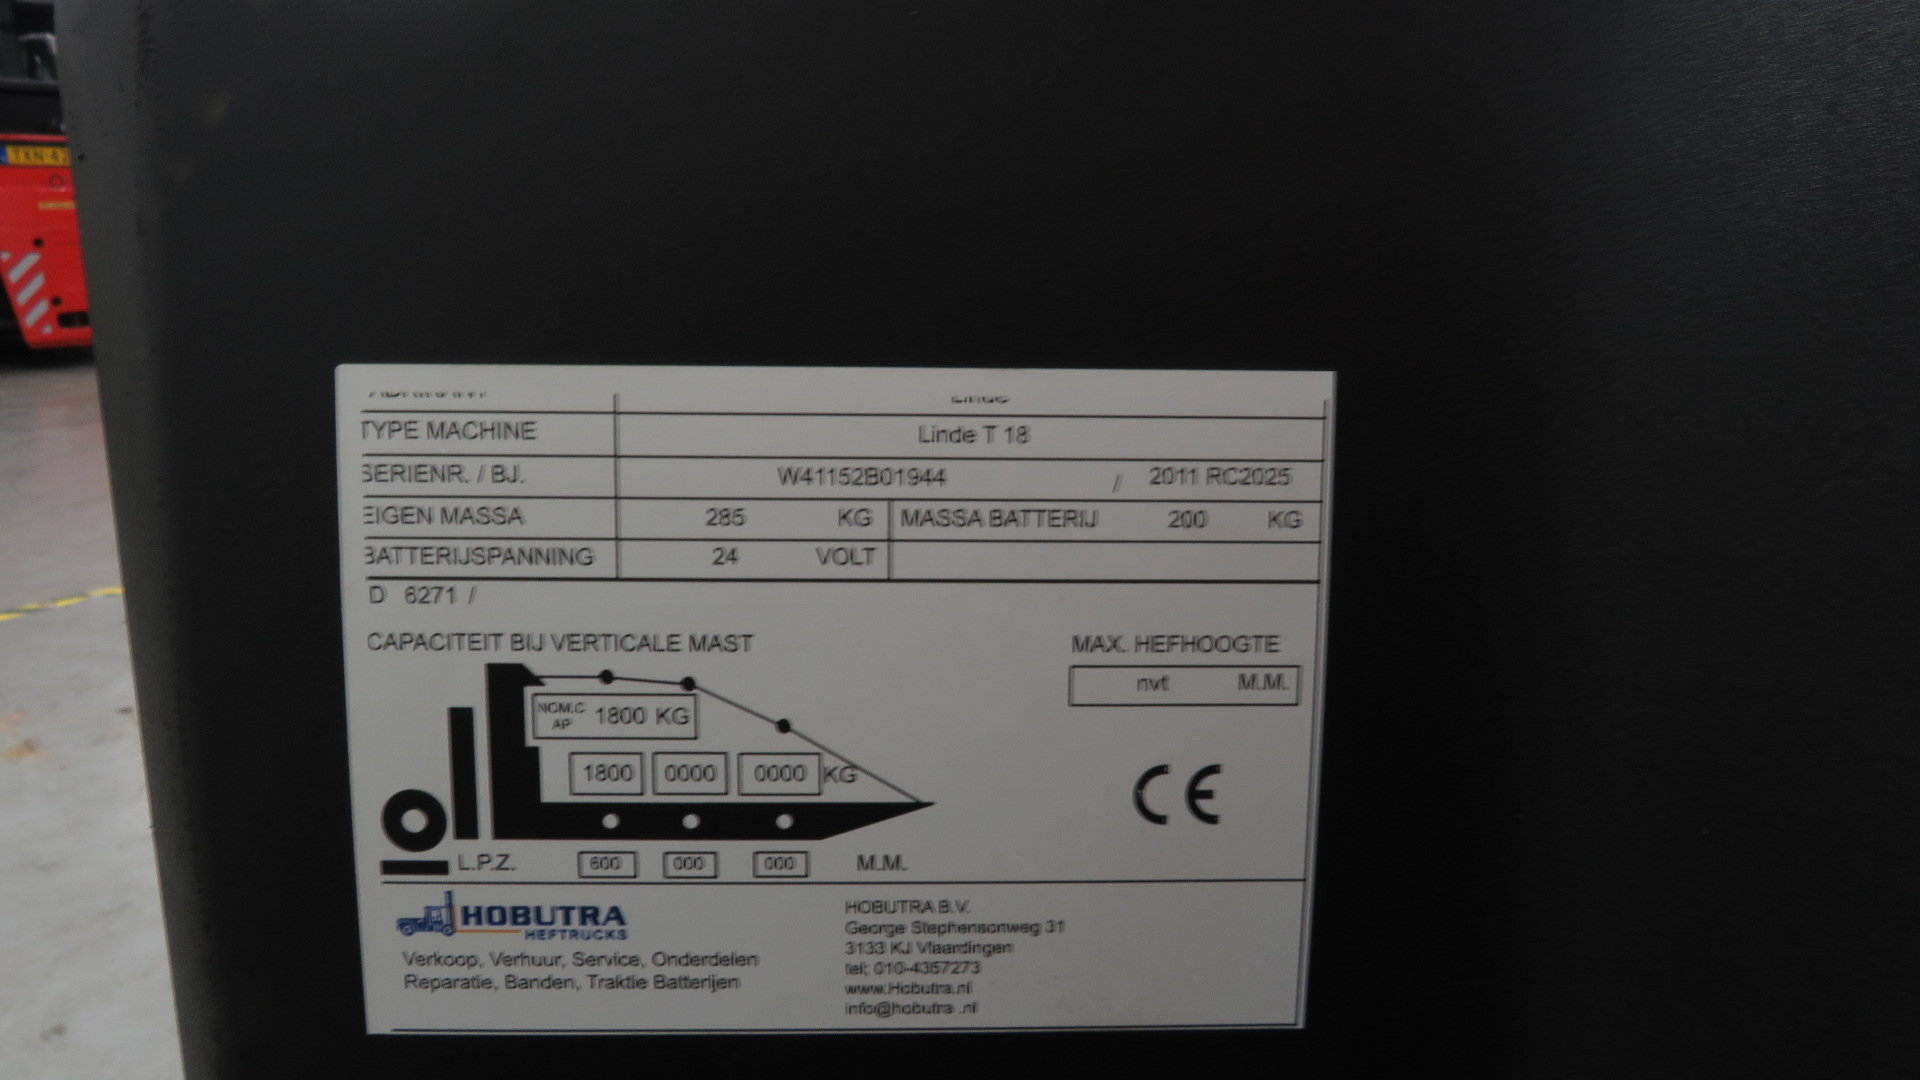 TXN-42
Linde
TYPE MACHINE Linde T 18
SERIENR. / BJ. W41152B01944 / 2011 RC2025
EIGEN MASSA 285 KG MASSA BATTERIJ 200 KG
BATTERIJSPANNING 24 VOLT
D 6271 /
CAPACITEIT BIJ VERTICALE MAST
MAX. HEFHOOGTE
nvt M.M.
NOM.C
AP
1800 KG
1800 0000 0000 KG
CE
L.P.Z. 600 000 000 M.M.
HOBUTRA
HEFTRUCKS
Verkoop, Verhuur, Service, Onderdelen
Reparatie, Banden, Traktie Batterijen
HOBUTRA B.V.
George Stephensonweg 31
3133 KJ Vlaardingen
tel; 010-4357273
www.Hobutra.nl
info@hobutra .nl